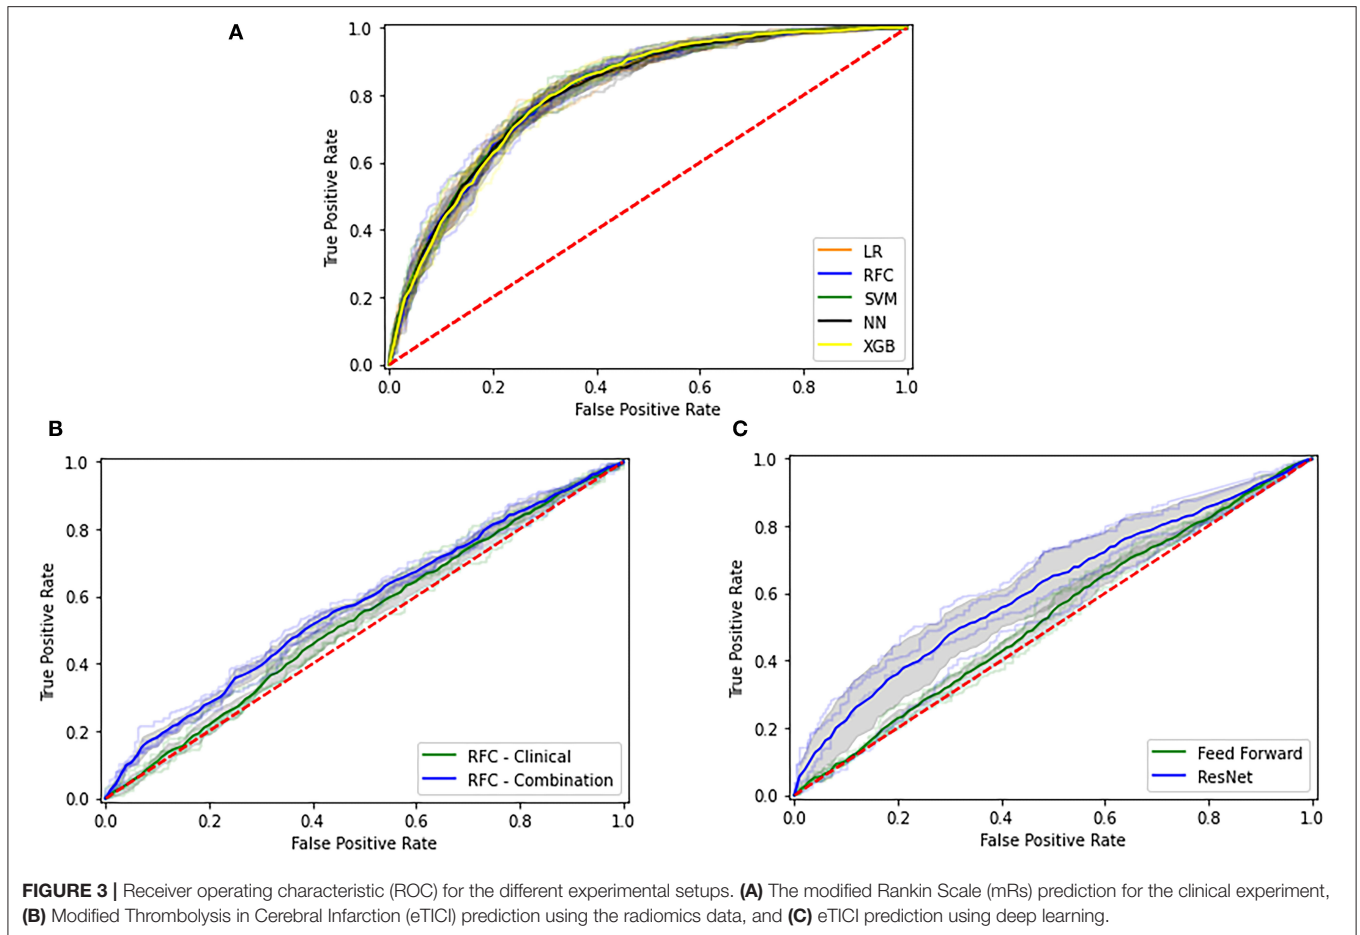 A
1.0
0.8
0.6
0.4
0.2
0.0
True Positive Rate
LR
RFC
SVM
NN
XGB
0.0 0.2 0.4 0.6 0.8 1.0
False Positive Rate
B
1.0
0.8
0.6
0.4
0.2
0.0
True Positive Rate
RFC - Clinical
RFC - Combination
0.0 0.2 0.4 0.6 0.8 1.0
False Positive Rate
C
1.0
0.8
0.6
0.4
0.2
0.0
True Positive Rate
Feed Forward
ResNet
0.0 0.2 0.4 0.6 0.8 1.0
False Positive Rate
FIGURE 3 | Receiver operating characteristic (ROC) for the different experimental setups. (A) The modified Rankin Scale (mRs) prediction for the clinical experiment,
(B) Modified Thrombolysis in Cerebral Infarction (eTICI) prediction using the radiomics data, and (C) eTICI prediction using deep learning.